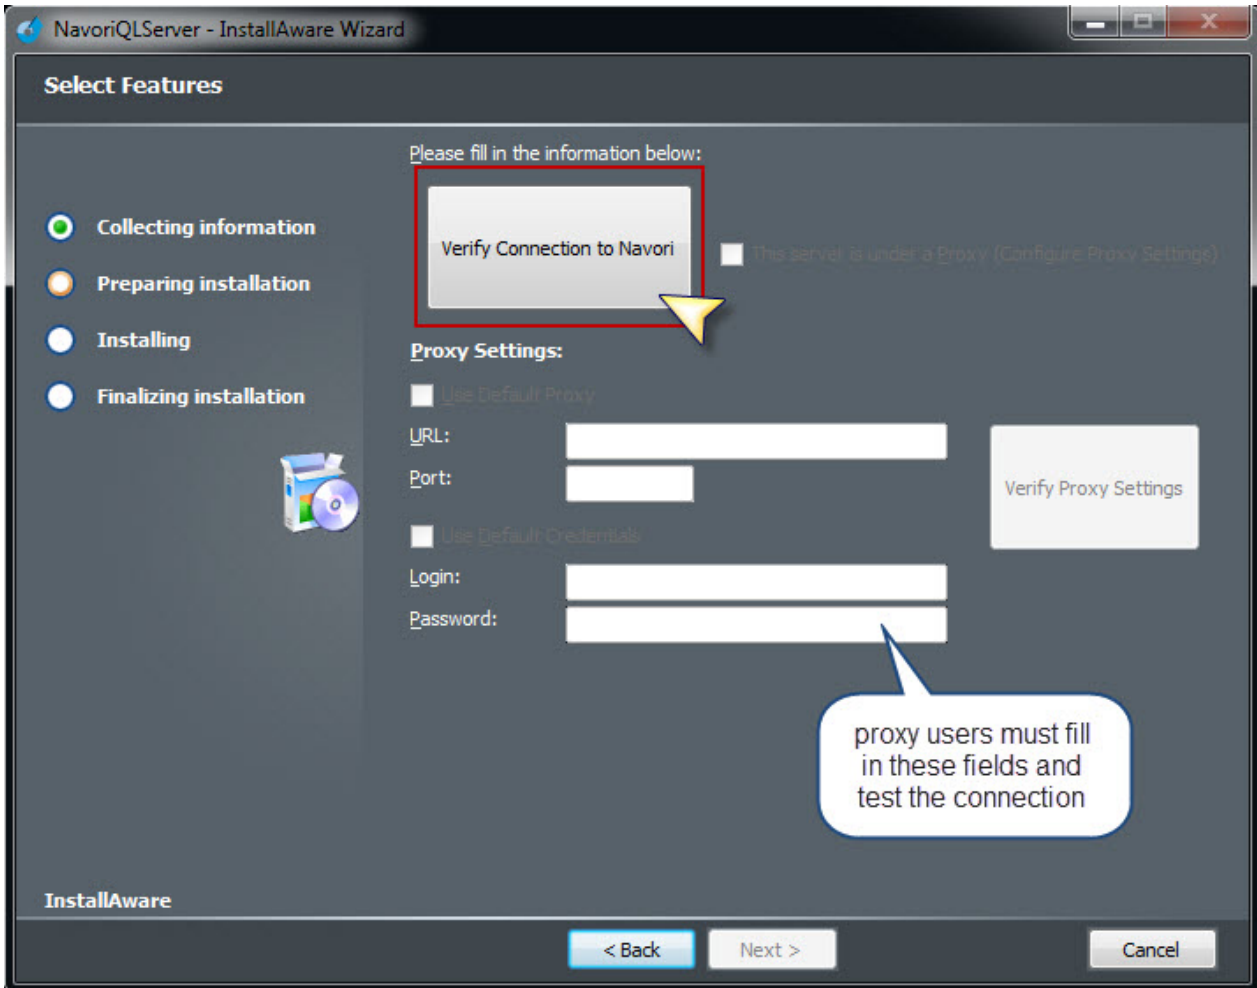 NavoriQLServer - InstallAware Wizard
Select Features
Please fill in the information below:
Collecting information
Preparing installation
Installing
Finalizing installation
Verify Connection to Navori
This server is under a Proxy (Configure Proxy Settings)
Proxy Settings:
Use Default Proxy
URL:
Port:
Verify Proxy Settings
Use Default Credentials
Login:
Password:
proxy users must fill
in these fields and
test the connection
InstallAware
< Back
Next >
Cancel